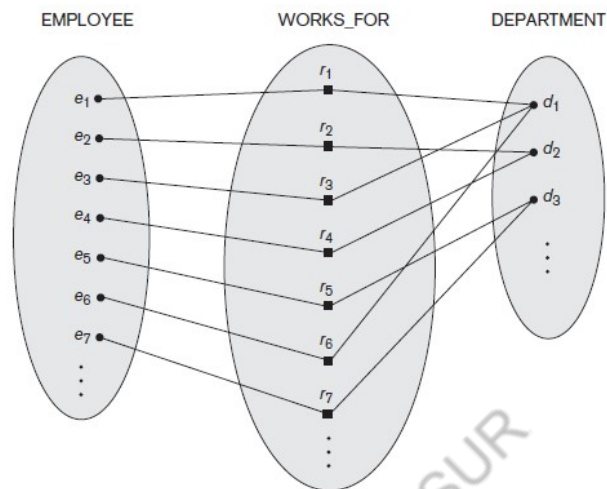 EMPLOYEE WORKS_FOR DEPARTMENT
e1 r1 d1
e2 r2 d2
e3 r3 d3
e4 r4
e5 r5
e6 r6
e7 r7
SUR